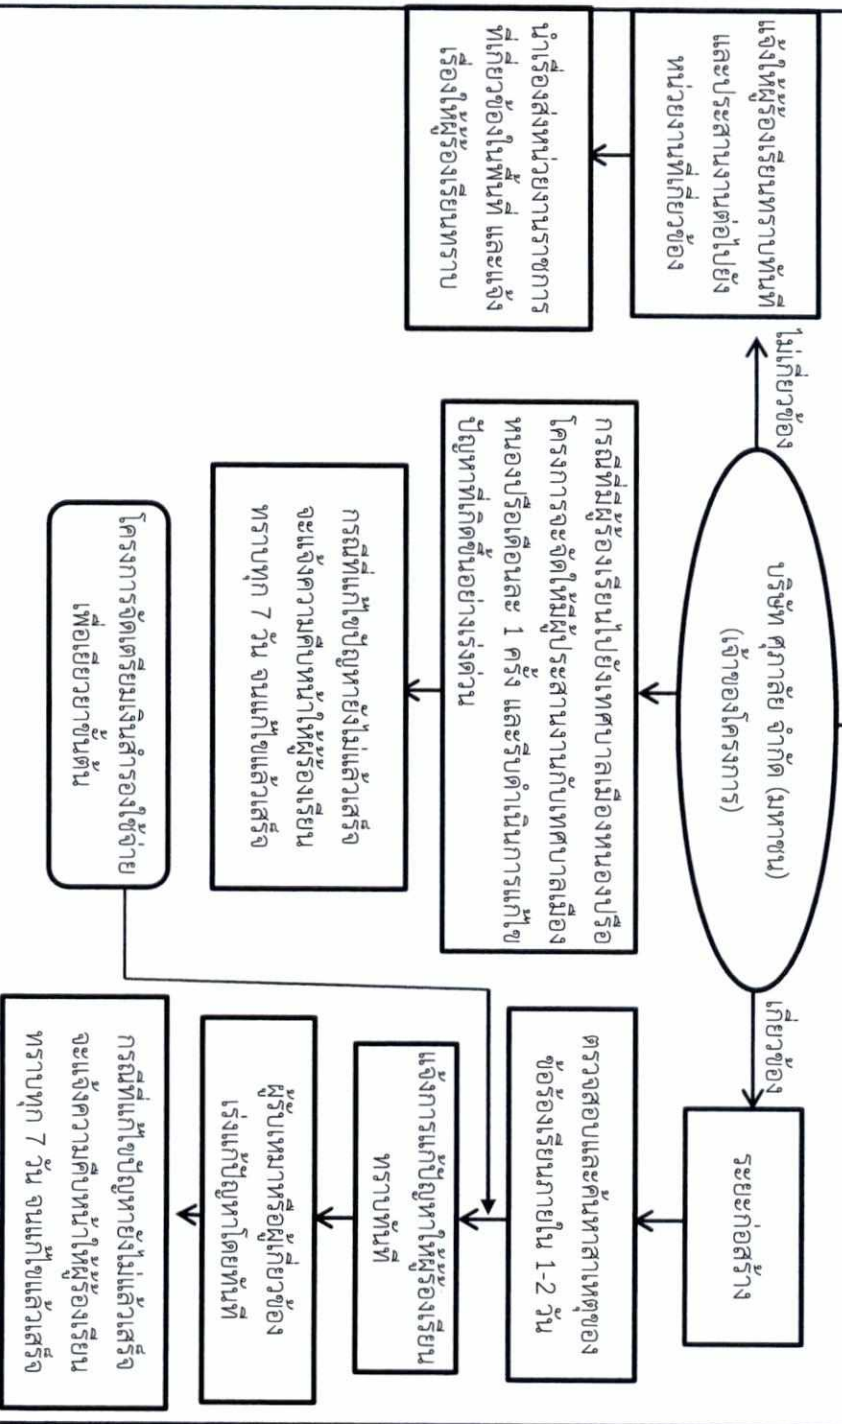 บริษัท ศุภาลัย จำกัด (มหาชน)
(เจ้าของโครงการ)
ไม่เกี่ยวข้อง
เกี่ยวข้อง
แจ้งให้ผู้ร้องเรียนทราบทันที
และประสานงานต่อไปยัง
หน่วยงานที่เกี่ยวข้อง
นำเรื่องส่งหน่วยงานราชการ
ที่เกี่ยวข้องในพื้นที่ และแจ้ง
เรื่องให้ผู้ร้องเรียนทราบ
กรณีที่มีผู้ร้องเรียนไปยังเทศบาลเมืองหนองปรือ
โครงการจะจัดให้มีผู้ประสานงานกับเทศบาลเมือง
หนองปรือเดือนละ 1 ครั้ง และรีบดำเนินการแก้ไข
ปัญหาที่เกิดขึ้นอย่างเร่งด่วน
กรณีที่แก้ไขปัญหายังไม่แล้วเสร็จ
จะแจ้งความคืบหน้าให้ผู้ร้องเรียน
ทราบทุก 7 วัน จนแก้ไขแล้วเสร็จ
โครงการจัดเตรียมเงินสำรองใช้จ่าย
เพื่อเยียวยาขั้นต้น
ระยะก่อสร้าง
ตรวจสอบและค้นหาสาเหตุของ
ข้อร้องเรียนภายใน 1-2 วัน
แจ้งการแก้ปัญหาให้ผู้ร้องเรียน
ทราบทันที
ผู้รับเหมาหรือผู้เกี่ยวข้อง
เร่งแก้ปัญหาโดยทันที
กรณีที่แก้ไขปัญหายังไม่แล้วเสร็จ
จะแจ้งความคืบหน้าให้ผู้ร้องเรียน
ทราบทุก 7 วัน จนแก้ไขแล้วเสร็จ